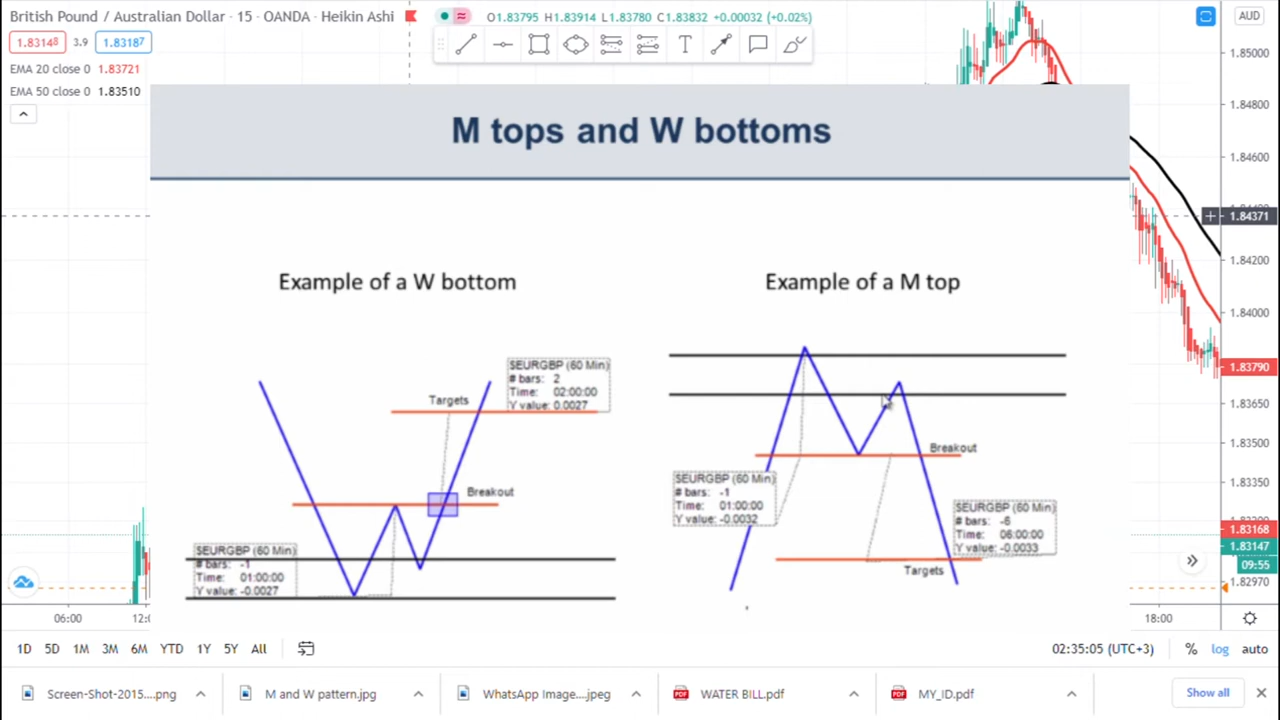 British Pound / Australian Dollar · 15 · OANDA · Heikin Ashi
O1.83795 H1.83914 L1.83780 C1.83832 +0.00032 (+0.02%)
AUD
1.83148 3.9 1.83187
EMA 20 close 0 1.83721
EMA 50 close 0 1.83510
T
M tops and W bottoms
Example of a W bottom
Example of a M top
Targets
$EURGBP (60 Min)
# bars: 2
Time: 02:00:00
Y value: 0.0027
Breakout
$EURGBP (60 Min)
# bars: -1
Time: 01:00:00
Y value: -0.0027
Breakout
$EURGBP (60 Min)
# bars: -1
Time: 01:00:00
Y value: -0.0032
$EURGBP (60 Min)
# bars: -6
Time: 06:00:00
Y value: -0.0033
Targets
1.85000
1.84800
1.84600
1.84371
1.84200
1.84000
1.83790
1.83650
1.83500
1.83350
1.83168
1.83147
09:55
1.82970
06:00
12:0
18:00
1D 5D 1M 3M 6M YTD 1Y 5Y All
02:35:05 (UTC+3) % log auto
Screen-Shot-2015....png
M and W pattern.jpg
WhatsApp Image....jpeg
PDF WATER BILL.pdf
PDF MY_ID.pdf
Show all